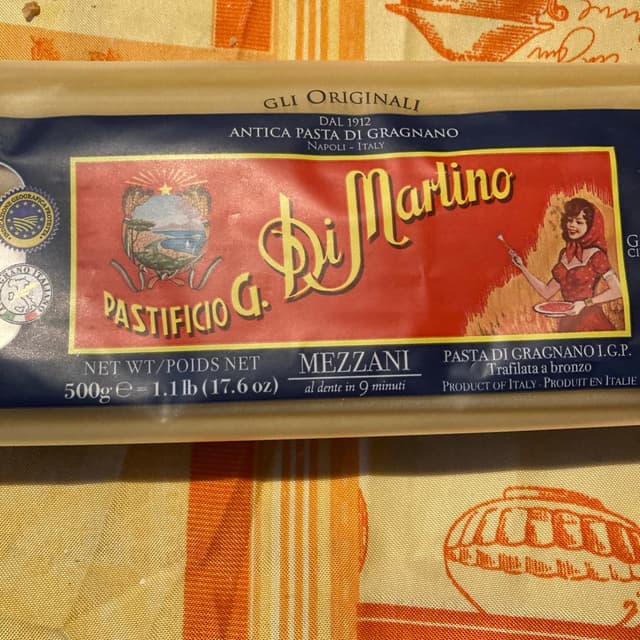 GLI ORIGINALI
DAL 1912
ANTICA PASTA DI GRAGNANO
NAPOLI - ITALY
PASTIFICIO G. Di Martino
NET WT/POIDS NET
500g e = 1.1 lb (17.6 oz)
MEZZANI
al dente in 9 minuti
PASTA DI GRAGNANO I.G.P.
Trafilata a bronzo
PRODUCT OF ITALY - PRODUIT EN ITALIE